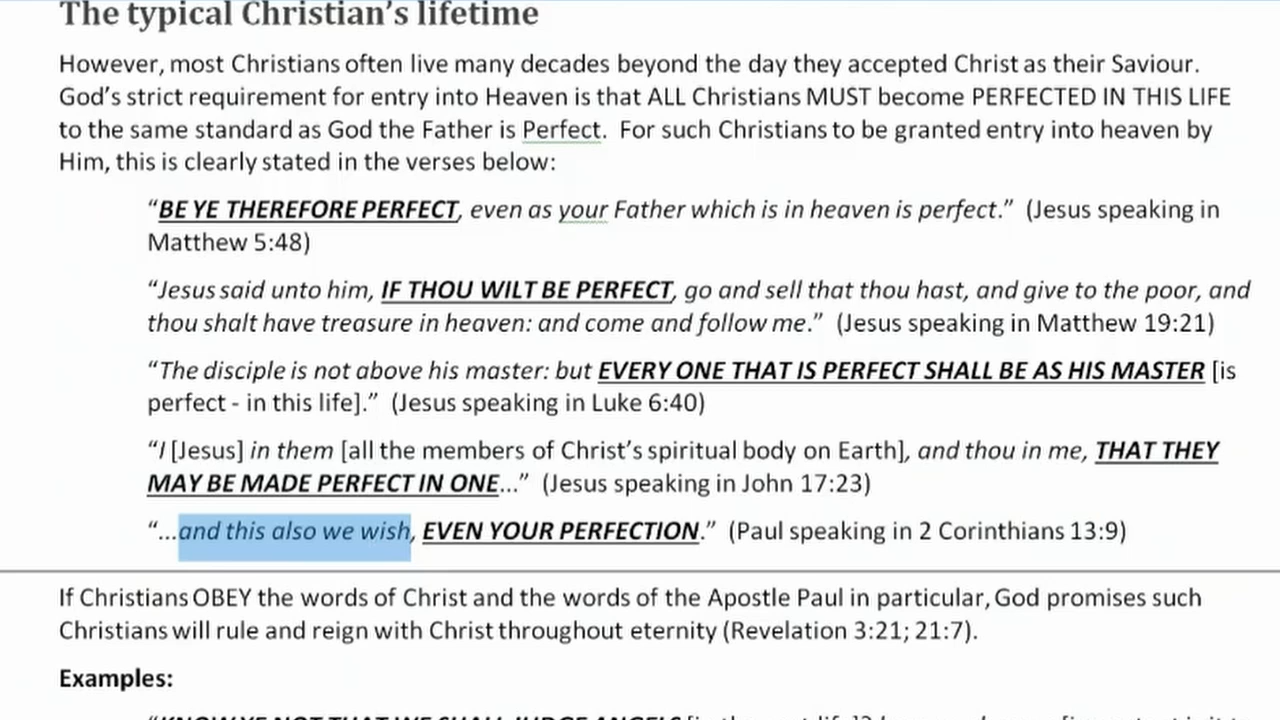 The typical Christian's lifetime
However, most Christians often live many decades beyond the day they accepted Christ as their Saviour.
God's strict requirement for entry into Heaven is that ALL Christians MUST become PERFECTED IN THIS LIFE
to the same standard as God the Father is Perfect.  For such Christians to be granted entry into heaven by
Him, this is clearly stated in the verses below:
“BE YE THEREFORE PERFECT, even as your Father which is in heaven is perfect.”  (Jesus speaking in
Matthew 5:48)
“Jesus said unto him, IF THOU WILT BE PERFECT, go and sell that thou hast, and give to the poor, and
thou shalt have treasure in heaven: and come and follow me.”  (Jesus speaking in Matthew 19:21)
“The disciple is not above his master: but EVERY ONE THAT IS PERFECT SHALL BE AS HIS MASTER [is
perfect - in this life].”  (Jesus speaking in Luke 6:40)
“I [Jesus] in them [all the members of Christ’s spiritual body on Earth], and thou in me, THAT THEY
MAY BE MADE PERFECT IN ONE...”  (Jesus speaking in John 17:23)
“...and this also we wish, EVEN YOUR PERFECTION.”  (Paul speaking in 2 Corinthians 13:9)
If Christians OBEY the words of Christ and the words of the Apostle Paul in particular, God promises such
Christians will rule and reign with Christ throughout eternity (Revelation 3:21; 21:7).
Examples:
“KNOW YE NOT THAT WE SHALL JUDGE ANGELS